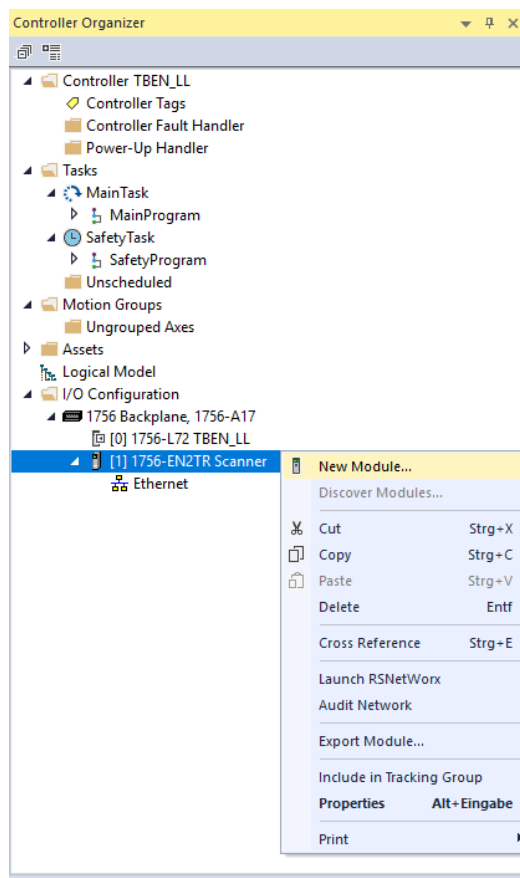 Controller Organizer
Controller TBEN_LL
Controller Tags
Controller Fault Handler
Power-Up Handler
Tasks
MainTask
MainProgram
SafetyTask
SafetyProgram
Unscheduled
Motion Groups
Ungrouped Axes
Assets
Logical Model
I/O Configuration
1756 Backplane, 1756-A17
[0] 1756-L72 TBEN_LL
[1] 1756-EN2TR Scanner
Ethernet
New Module...
Discover Modules...
Cut Strg+X
Copy Strg+C
Paste Strg+V
Delete Entf
Cross Reference Strg+E
Launch RSNetWorx
Audit Network
Export Module...
Include in Tracking Group
Properties Alt+Eingabe
Print